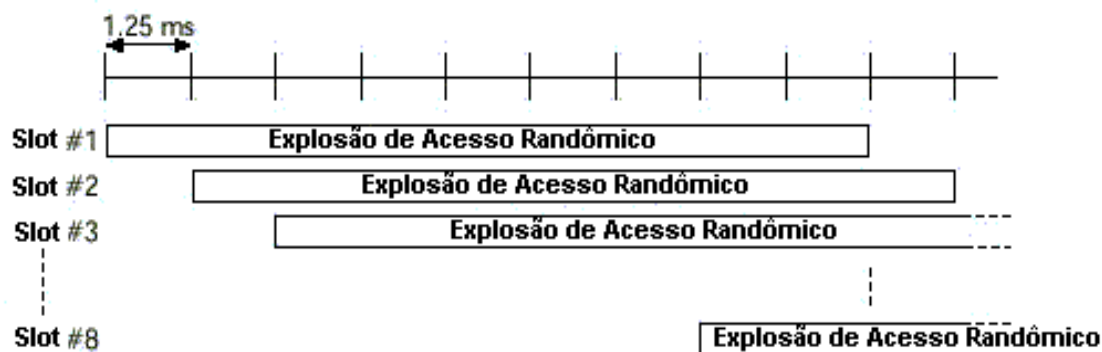 1.25 ms
Slot #1 Explosão de Acesso Randômico
Slot #2 Explosão de Acesso Randômico
Slot #3 Explosão de Acesso Randômico
Slot #8 Explosão de Acesso Randômico